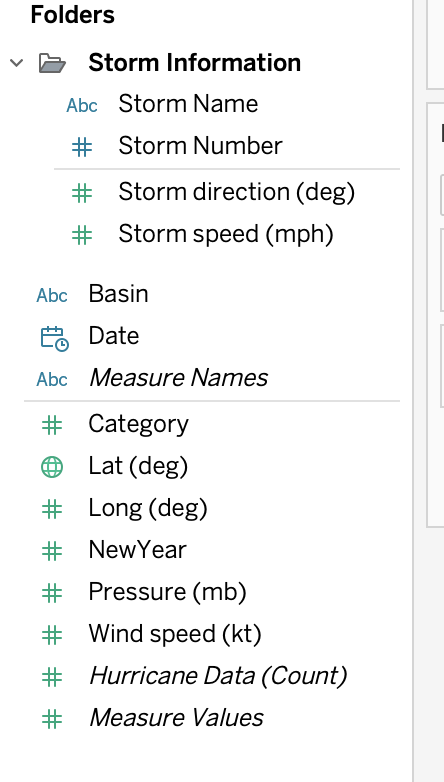 Folders
Storm Information
Abc Storm Name
Storm Number
Storm direction (deg)
Storm speed (mph)
Abc Basin
Date
Abc Measure Names
Category
Lat (deg)
Long (deg)
NewYear
Pressure (mb)
Wind speed (kt)
Hurricane Data (Count)
Measure Values